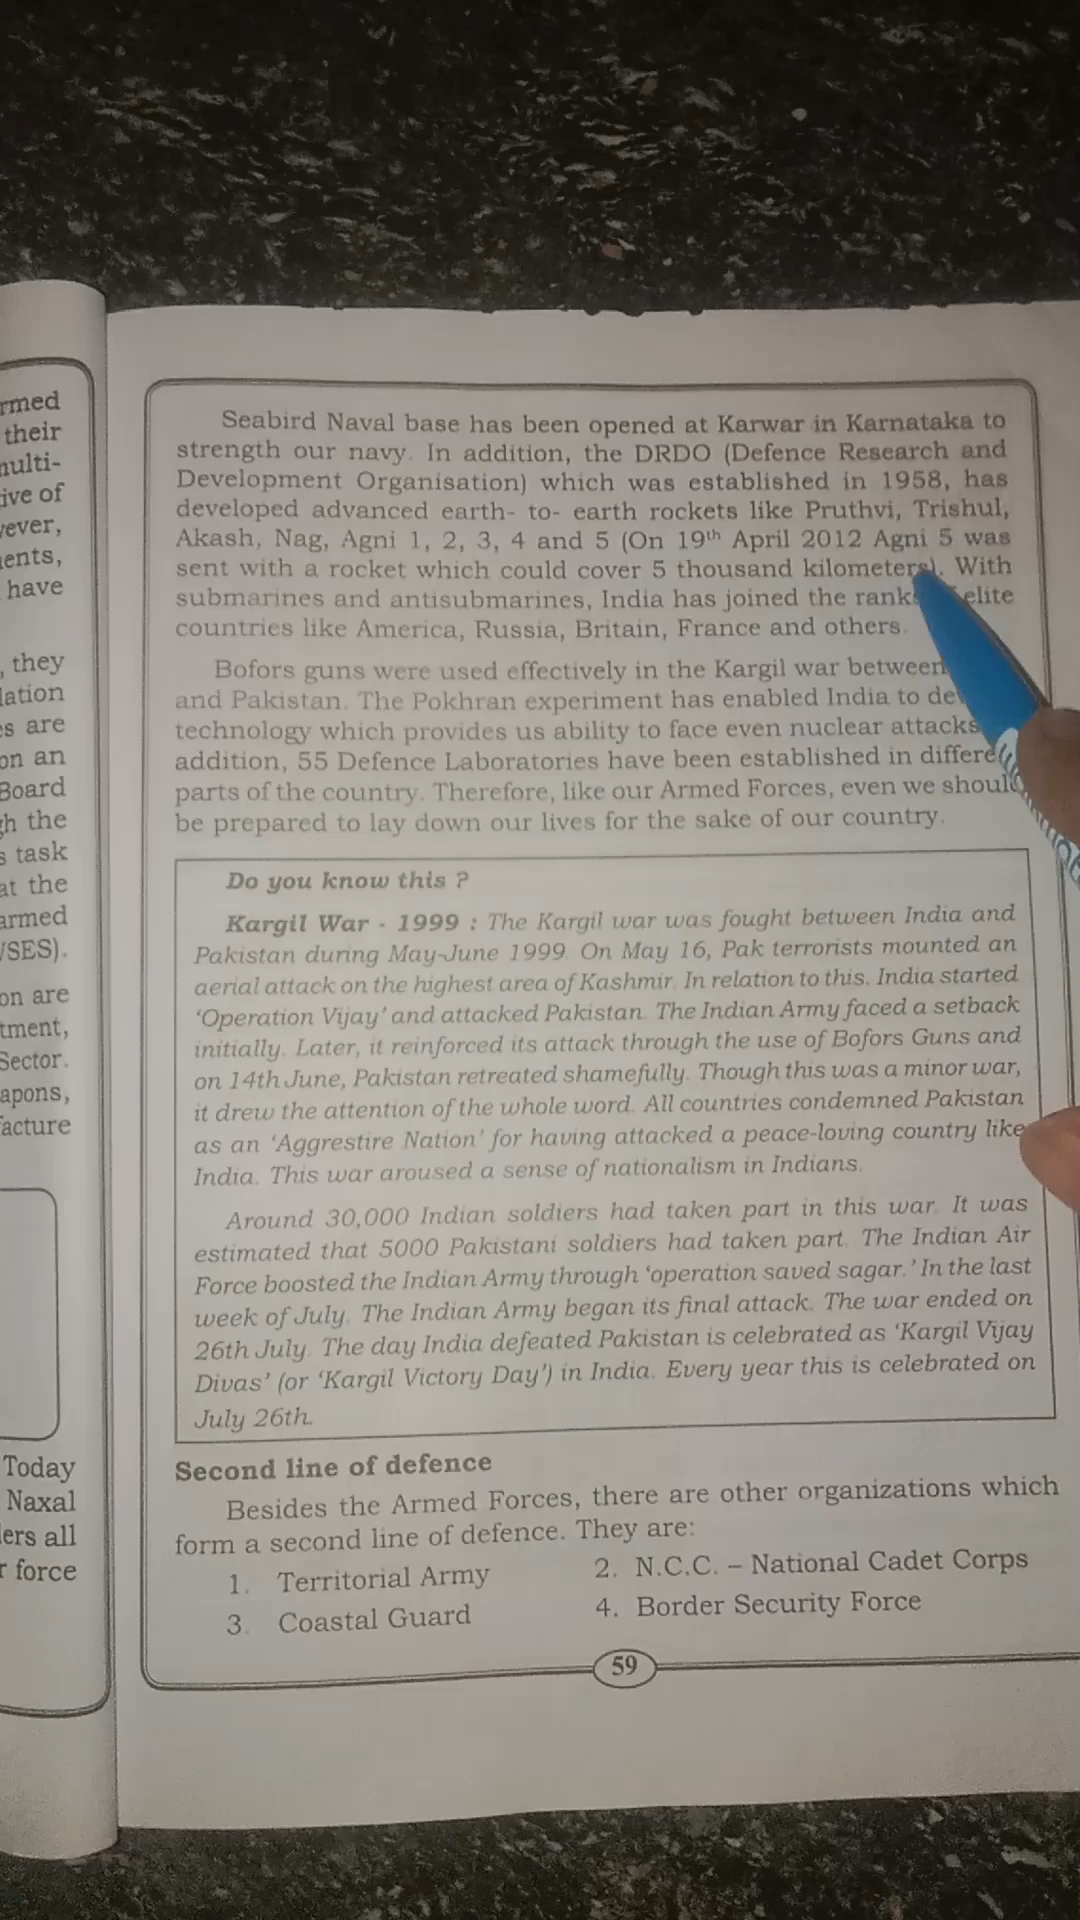 rmed
their
multi-
ive of
vever,
ents,
have
, they
lation
es are
on an
Board
gh the
s task
at the
armed
/SES).
on are
tment,
Sector.
apons,
facture
Today
Naxal
lers all
r force
Seabird Naval base has been opened at Karwar in Karnataka to
strength our navy. In addition, the DRDO (Defence Research and
Development Organisation) which was established in 1958, has
developed advanced earth- to- earth rockets like Pruthvi, Trishul,
Akash, Nag, Agni 1, 2, 3, 4 and 5 (On 19th April 2012 Agni 5 was
sent with a rocket which could cover 5 thousand kilometers). With
submarines and antisubmarines, India has joined the rank elite
countries like America, Russia, Britain, France and others.
Bofors guns were used effectively in the Kargil war between
and Pakistan. The Pokhran experiment has enabled India to de
technology which provides us ability to face even nuclear attacks
addition, 55 Defence Laboratories have been established in differe
parts of the country. Therefore, like our Armed Forces, even we should
be prepared to lay down our lives for the sake of our country.
Do you know this ?
Kargil War - 1999 : The Kargil war was fought between India and
Pakistan during May-June 1999. On May 16, Pak terrorists mounted an
aerial attack on the highest area of Kashmir. In relation to this. India started
‘Operation Vijay’ and attacked Pakistan. The Indian Army faced a setback
initially. Later, it reinforced its attack through the use of Bofors Guns and
on 14th June, Pakistan retreated shamefully. Though this was a minor war,
it drew the attention of the whole word. All countries condemned Pakistan
as an ‘Aggrestire Nation’ for having attacked a peace-loving country like
India. This war aroused a sense of nationalism in Indians.
Around 30,000 Indian soldiers had taken part in this war. It was
estimated that 5000 Pakistani soldiers had taken part. The Indian Air
Force boosted the Indian Army through ‘operation saved sagar.’ In the last
week of July. The Indian Army began its final attack. The war ended on
26th July. The day India defeated Pakistan is celebrated as ‘Kargil Vijay
Divas’ (or ‘Kargil Victory Day’) in India. Every year this is celebrated on
July 26th.
Second line of defence
Besides the Armed Forces, there are other organizations which
form a second line of defence. They are:
1. Territorial Army 2. N.C.C. – National Cadet Corps
3. Coastal Guard 4. Border Security Force
59